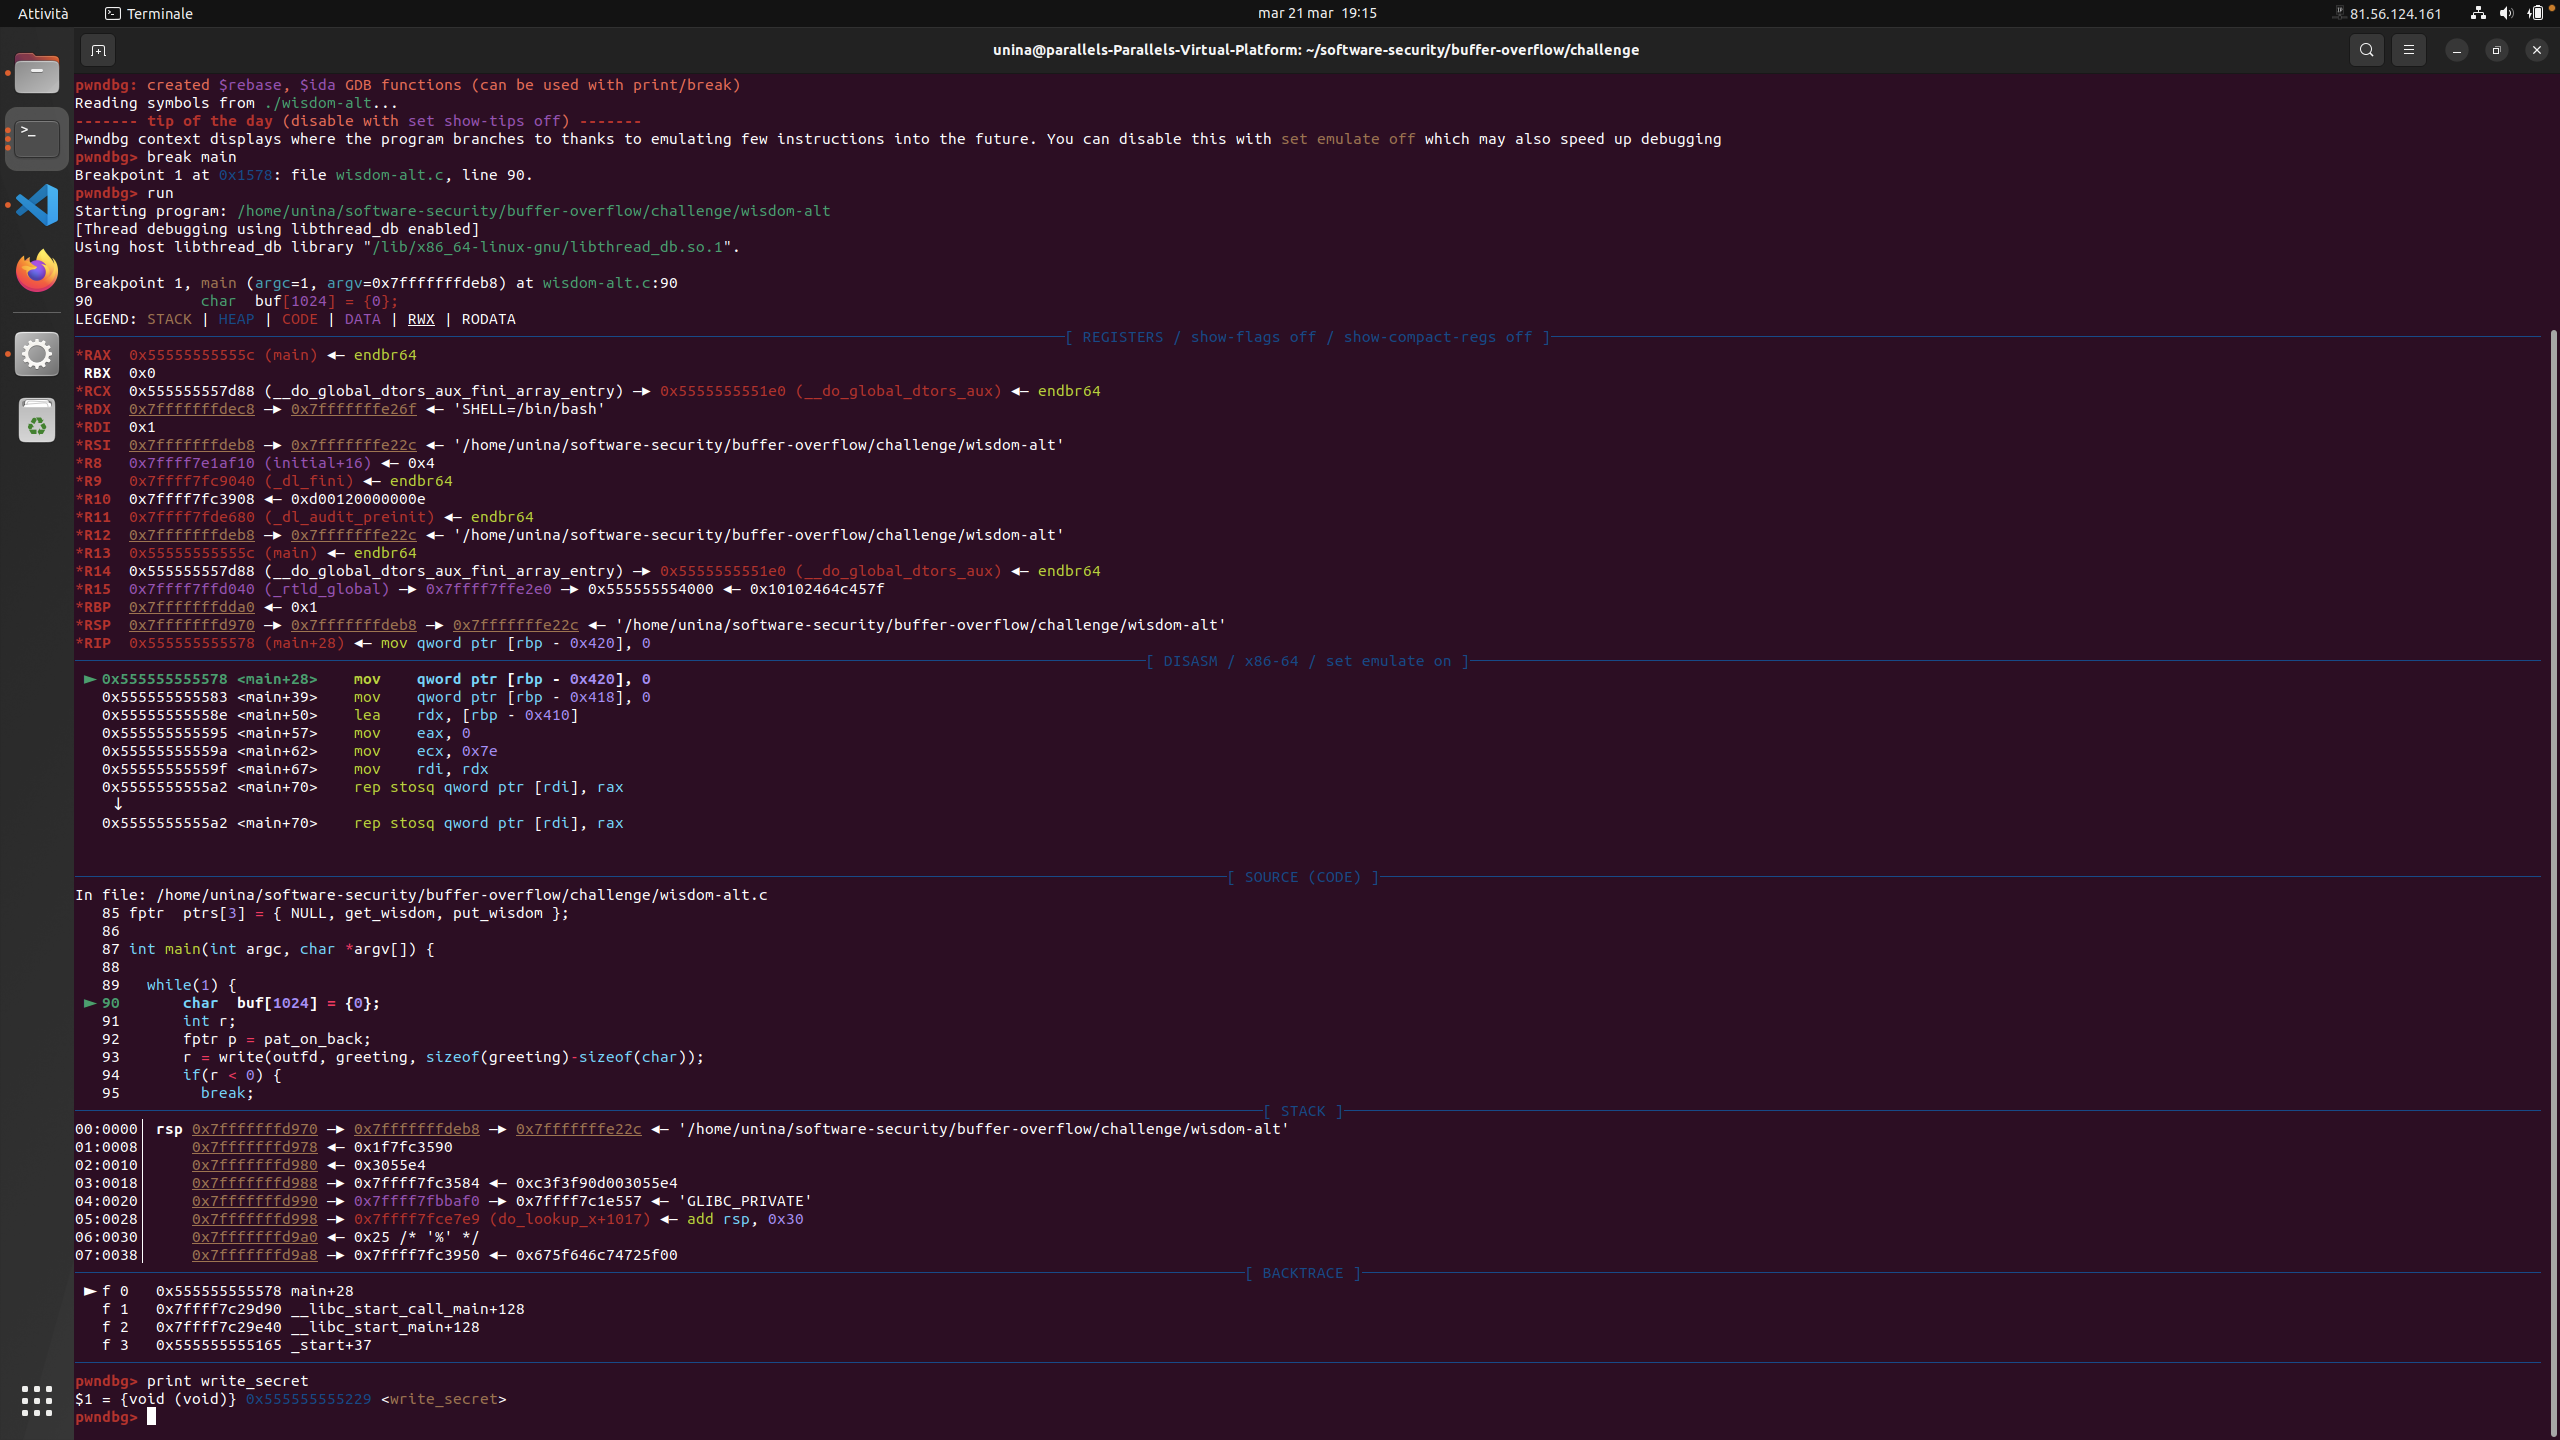 Attività Terminale mar 21 mar 19:15 81.56.124.161
unina@parallels-Parallels-Virtual-Platform: ~/software-security/buffer-overflow/challenge
pwndbg: created $rebase, $ida GDB functions (can be used with print/break)
Reading symbols from ./wisdom-alt...
------- tip of the day (disable with set show-tips off) -------
Pwndbg context displays where the program branches to thanks to emulating few instructions into the future. You can disable this with set emulate off which may also speed up debugging
pwndbg> break main
Breakpoint 1 at 0x1578: file wisdom-alt.c, line 90.
pwndbg> run
Starting program: /home/unina/software-security/buffer-overflow/challenge/wisdom-alt
[Thread debugging using libthread_db enabled]
Using host libthread_db library "/lib/x86_64-linux-gnu/libthread_db.so.1".
Breakpoint 1, main (argc=1, argv=0x7fffffffdeb8) at wisdom-alt.c:90
90            char  buf[1024] = {0};
LEGEND: STACK | HEAP | CODE | DATA | RWX | RODATA
[ REGISTERS / show-flags off / show-compact-regs off ]
*RAX  0x55555555555c (main) ◂— endbr64
 RBX  0x0
*RCX  0x555555557d88 (__do_global_dtors_aux_fini_array_entry) —▸ 0x5555555551e0 (__do_global_dtors_aux) ◂— endbr64
*RDX  0x7fffffffdec8 —▸ 0x7fffffffe26f ◂— 'SHELL=/bin/bash'
*RDI  0x1
*RSI  0x7fffffffdeb8 —▸ 0x7fffffffe22c ◂— '/home/unina/software-security/buffer-overflow/challenge/wisdom-alt'
*R8   0x7ffff7e1af10 (initial+16) ◂— 0x4
*R9   0x7ffff7fc9040 (_dl_fini) ◂— endbr64
*R10  0x7ffff7fc3908 ◂— 0xd00120000000e
*R11  0x7ffff7fde680 (_dl_audit_preinit) ◂— endbr64
*R12  0x7fffffffdeb8 —▸ 0x7fffffffe22c ◂— '/home/unina/software-security/buffer-overflow/challenge/wisdom-alt'
*R13  0x55555555555c (main) ◂— endbr64
*R14  0x555555557d88 (__do_global_dtors_aux_fini_array_entry) —▸ 0x5555555551e0 (__do_global_dtors_aux) ◂— endbr64
*R15  0x7ffff7ffd040 (_rtld_global) —▸ 0x7ffff7ffe2e0 —▸ 0x555555554000 ◂— 0x10102464c457f
*RBP  0x7fffffffdda0 ◂— 0x1
*RSP  0x7fffffffd970 —▸ 0x7fffffffdeb8 —▸ 0x7fffffffe22c ◂— '/home/unina/software-security/buffer-overflow/challenge/wisdom-alt'
*RIP  0x555555555578 (main+28) ◂— mov qword ptr [rbp - 0x420], 0
[ DISASM / x86-64 / set emulate on ]
 ► 0x555555555578 <main+28>    mov    qword ptr [rbp - 0x420], 0
   0x555555555583 <main+39>    mov    qword ptr [rbp - 0x418], 0
   0x55555555558e <main+50>    lea    rdx, [rbp - 0x410]
   0x555555555595 <main+57>    mov    eax, 0
   0x55555555559a <main+62>    mov    ecx, 0x7e
   0x55555555559f <main+67>    mov    rdi, rdx
   0x5555555555a2 <main+70>    rep stosq qword ptr [rdi], rax
    ↓
   0x5555555555a2 <main+70>    rep stosq qword ptr [rdi], rax
[ SOURCE (CODE) ]
In file: /home/unina/software-security/buffer-overflow/challenge/wisdom-alt.c
   85 fptr  ptrs[3] = { NULL, get_wisdom, put_wisdom };
   86
   87 int main(int argc, char *argv[]) {
   88
   89   while(1) {
 ► 90       char  buf[1024] = {0};
   91       int r;
   92       fptr p = pat_on_back;
   93       r = write(outfd, greeting, sizeof(greeting)-sizeof(char));
   94       if(r < 0) {
   95         break;
[ STACK ]
00:0000│ rsp 0x7fffffffd970 —▸ 0x7fffffffdeb8 —▸ 0x7fffffffe22c ◂— '/home/unina/software-security/buffer-overflow/challenge/wisdom-alt'
01:0008│     0x7fffffffd978 ◂— 0x1f7fc3590
02:0010│     0x7fffffffd980 ◂— 0x3055e4
03:0018│     0x7fffffffd988 —▸ 0x7ffff7fc3584 ◂— 0xc3f3f90d003055e4
04:0020│     0x7fffffffd990 —▸ 0x7ffff7fbbaf0 —▸ 0x7ffff7c1e557 ◂— 'GLIBC_PRIVATE'
05:0028│     0x7fffffffd998 —▸ 0x7ffff7fce7e9 (do_lookup_x+1017) ◂— add rsp, 0x30
06:0030│     0x7fffffffd9a0 ◂— 0x25 /* '%' */
07:0038│     0x7fffffffd9a8 —▸ 0x7ffff7fc3950 ◂— 0x675f646c74725f00
[ BACKTRACE ]
 ► f 0   0x555555555578 main+28
   f 1   0x7ffff7c29d90 __libc_start_call_main+128
   f 2   0x7ffff7c29e40 __libc_start_main+128
   f 3   0x555555555165 _start+37
pwndbg> print write_secret
$1 = {void (void)} 0x555555555229 <write_secret>
pwndbg>